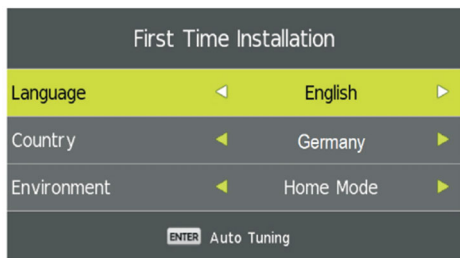 First Time Installation
Language English
Country Germany
Environment Home Mode
ENTER Auto Tuning